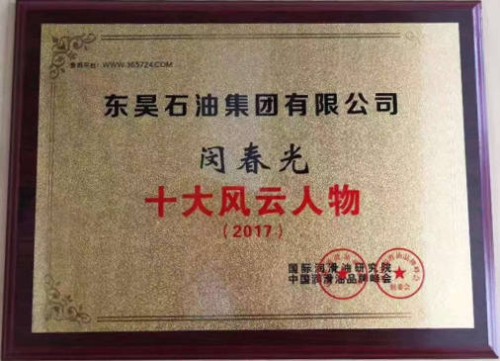 WWW.365724.COM
东昊石油集团有限公司
闵春光
十大风云人物
(2017)
国际润滑油研究院
中国润滑油品牌峰会